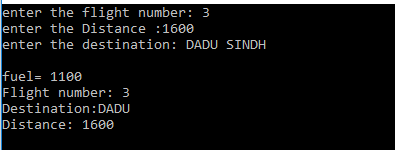 enter the flight number: 3
enter the Distance :1600
enter the destination: DADU SINDH
fuel= 1100
Flight number: 3
Destination:DADU
Distance: 1600